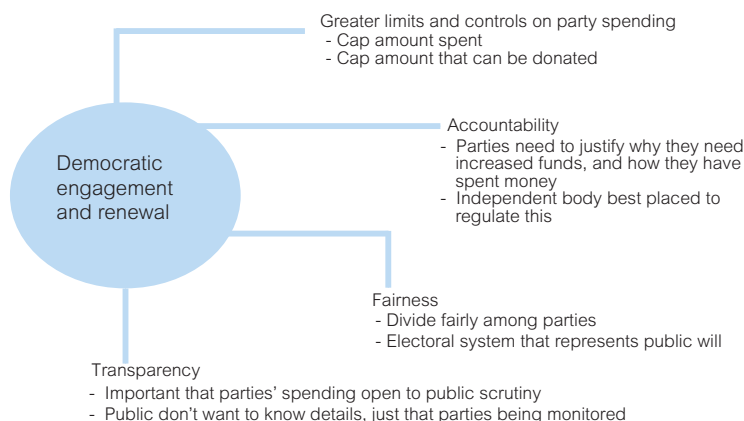 Greater limits and controls on party spending
- Cap amount spent
- Cap amount that can be donated
Accountability
- Parties need to justify why they need
increased funds, and how they have
spent money
- Independent body best placed to
regulate this
Democratic
engagement
and renewal
Fairness
- Divide fairly among parties
- Electoral system that represents public will
Transparency
- Important that parties' spending open to public scrutiny
- Public don't want to know details, just that parties being monitored